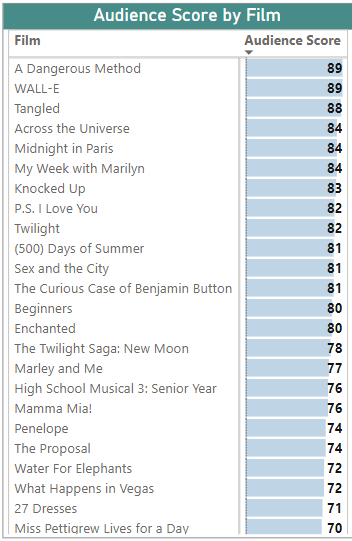 Audience Score by Film
Film Audience Score
A Dangerous Method 89
WALL-E 89
Tangled 88
Across the Universe 84
Midnight in Paris 84
My Week with Marilyn 84
Knocked Up 83
P.S. I Love You 82
Twilight 82
(500) Days of Summer 81
Sex and the City 81
The Curious Case of Benjamin Button 81
Beginners 80
Enchanted 80
The Twilight Saga: New Moon 78
Marley and Me 77
High School Musical 3: Senior Year 76
Mamma Mia! 76
Penelope 74
The Proposal 74
Water For Elephants 72
What Happens in Vegas 72
27 Dresses 71
Miss Pettigrew Lives for a Day 70